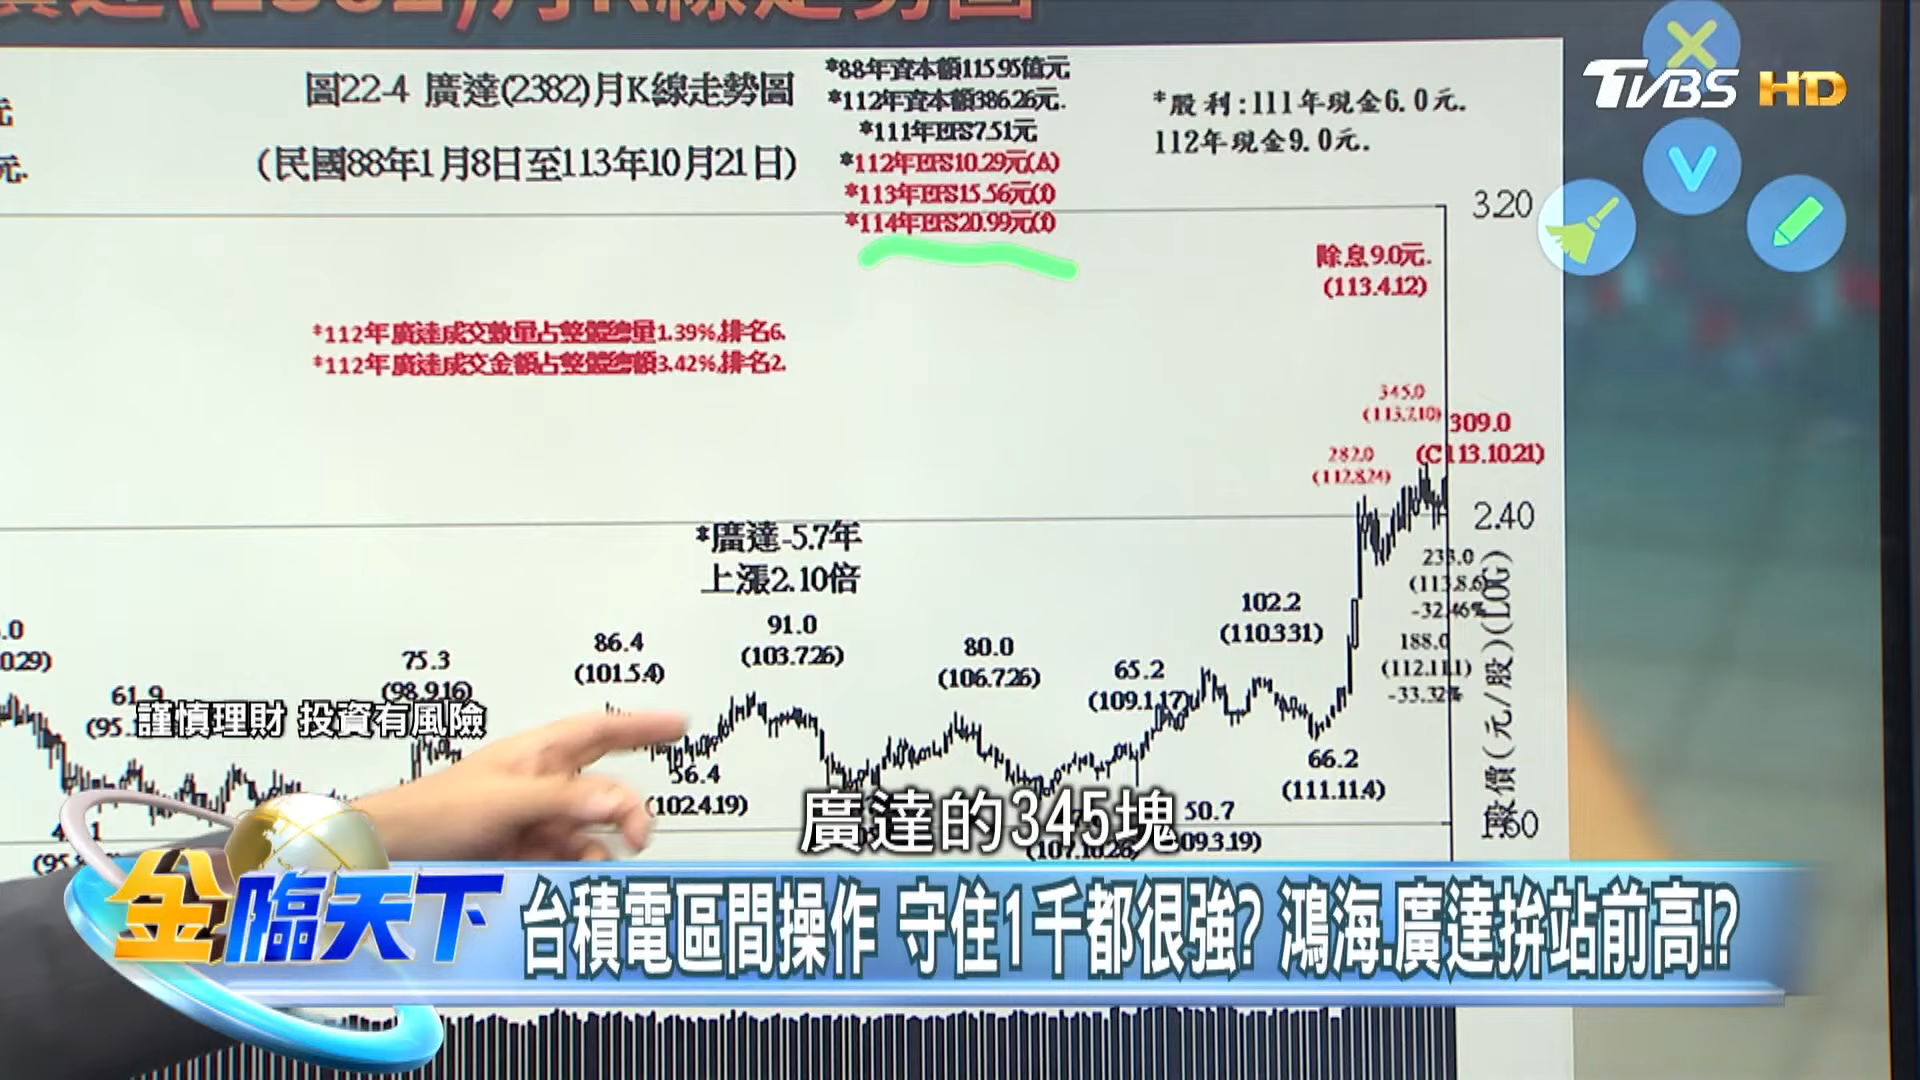 TVBS HD
圖22-4 廣達(2382)月K線走勢圖
(民國88年1月8日至113年10月21日)
*88年資本額115.95億元
*112年資本額386.26元.
*111年EPS7.51元
*112年EPS10.29元(A)
*113年EPS15.56元(f)
*114年EPS20.99元(f)
*股利:111年現金6.0元.
112年現金9.0元.
元.
3.20
除息9.0元.
(113.4.12)
*112年廣達成交數量占整體總量1.39%,排名6.
*112年廣達成交金額占整體總額3.42%,排名2.
345.0
(113.7.10)
309.0
(C113.10.21)
282.0
(112.8.24)
2.40
*廣達-5.7年
上漲2.10倍
233.0
(113.8.6)
-32.46%
188.0
(112.11.1)
-33.32%
102.2
(110.3.31)
91.0
(103.7.26)
86.4
(101.5.4)
80.0
(106.7.26)
75.3
(98.9.16)
65.2
(109.1.17)
61.9
66.2
(111.11.4)
56.4
(102.4.19)
50.7
股價(元/股)(LOG)
1.60
謹慎理財 投資有風險
廣達的345塊
金臨天下
台積電區間操作 守住1千都很強? 鴻海.廣達拚站前高!?